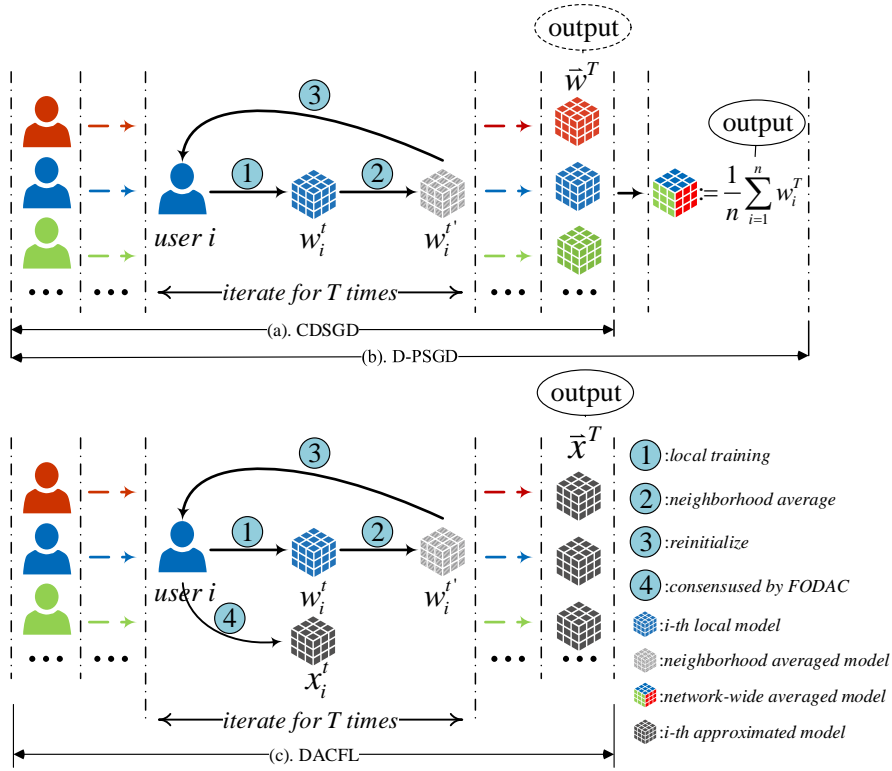 output
w̄^T
3
output
1
2
:= \frac{1}{n} \sum_{i=1}^{n} w_i^T
user i
w_i^t
w_i^{t'}
••• ••• iterate for T times ••• •••
(a). CDSGD
(b). D-PSGD
output
x̄^T
3
1 :local training
2 :neighborhood average
1
2
3 :reinitialize
user i
w_i^t
w_i^{t'}
4 :consensused by FODAC
4
:i-th local model
x_i^t
••• ••• ••• •••
:neighborhood averaged model
:network-wide averaged model
iterate for T times
:i-th approximated model
(c). DACFL